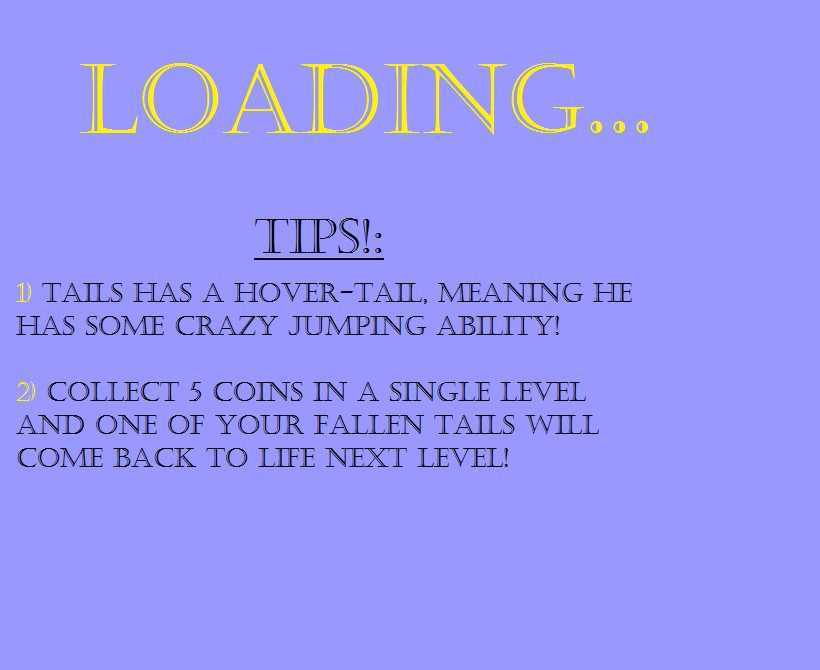 LOADING...
TIPS!:
1) TAILS HAS A HOVER-TAIL, MEANING HE
HAS SOME CRAZY JUMPING ABILITY!
2) COLLECT 5 COINS IN A SINGLE LEVEL
AND ONE OF YOUR FALLEN TAILS WILL
COME BACK TO LIFE NEXT LEVEL!